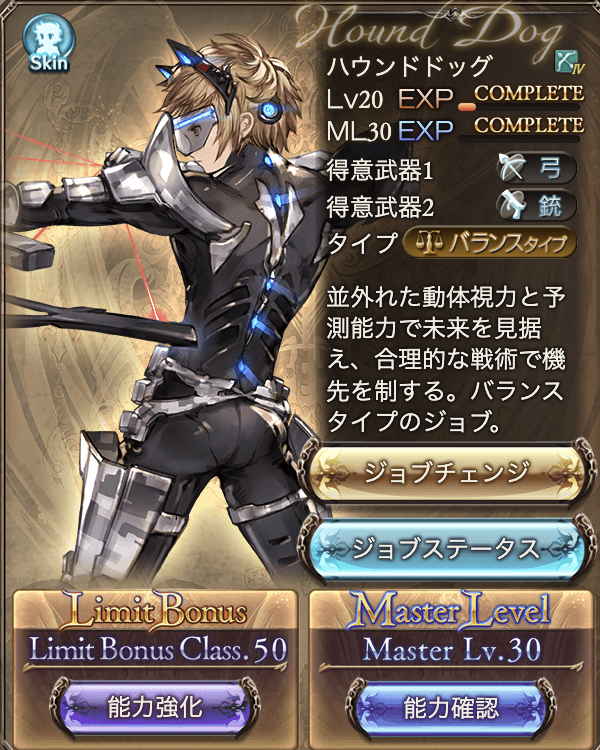 Hound Dog
Skin
ハウンドドッグ
IV
Lv20 EXP COMPLETE
ML30 EXP COMPLETE
得意武器1 弓
得意武器2 銃
タイプ バランスタイプ
並外れた動体視力と予
測能力で未来を見据
え、合理的な戦術で機
先を制する。バランス
タイプのジョブ。
ジョブチェンジ
ジョブステータス
Limit Bonus
Limit Bonus Class.50
能力強化
Master Level
Master Lv.30
能力確認